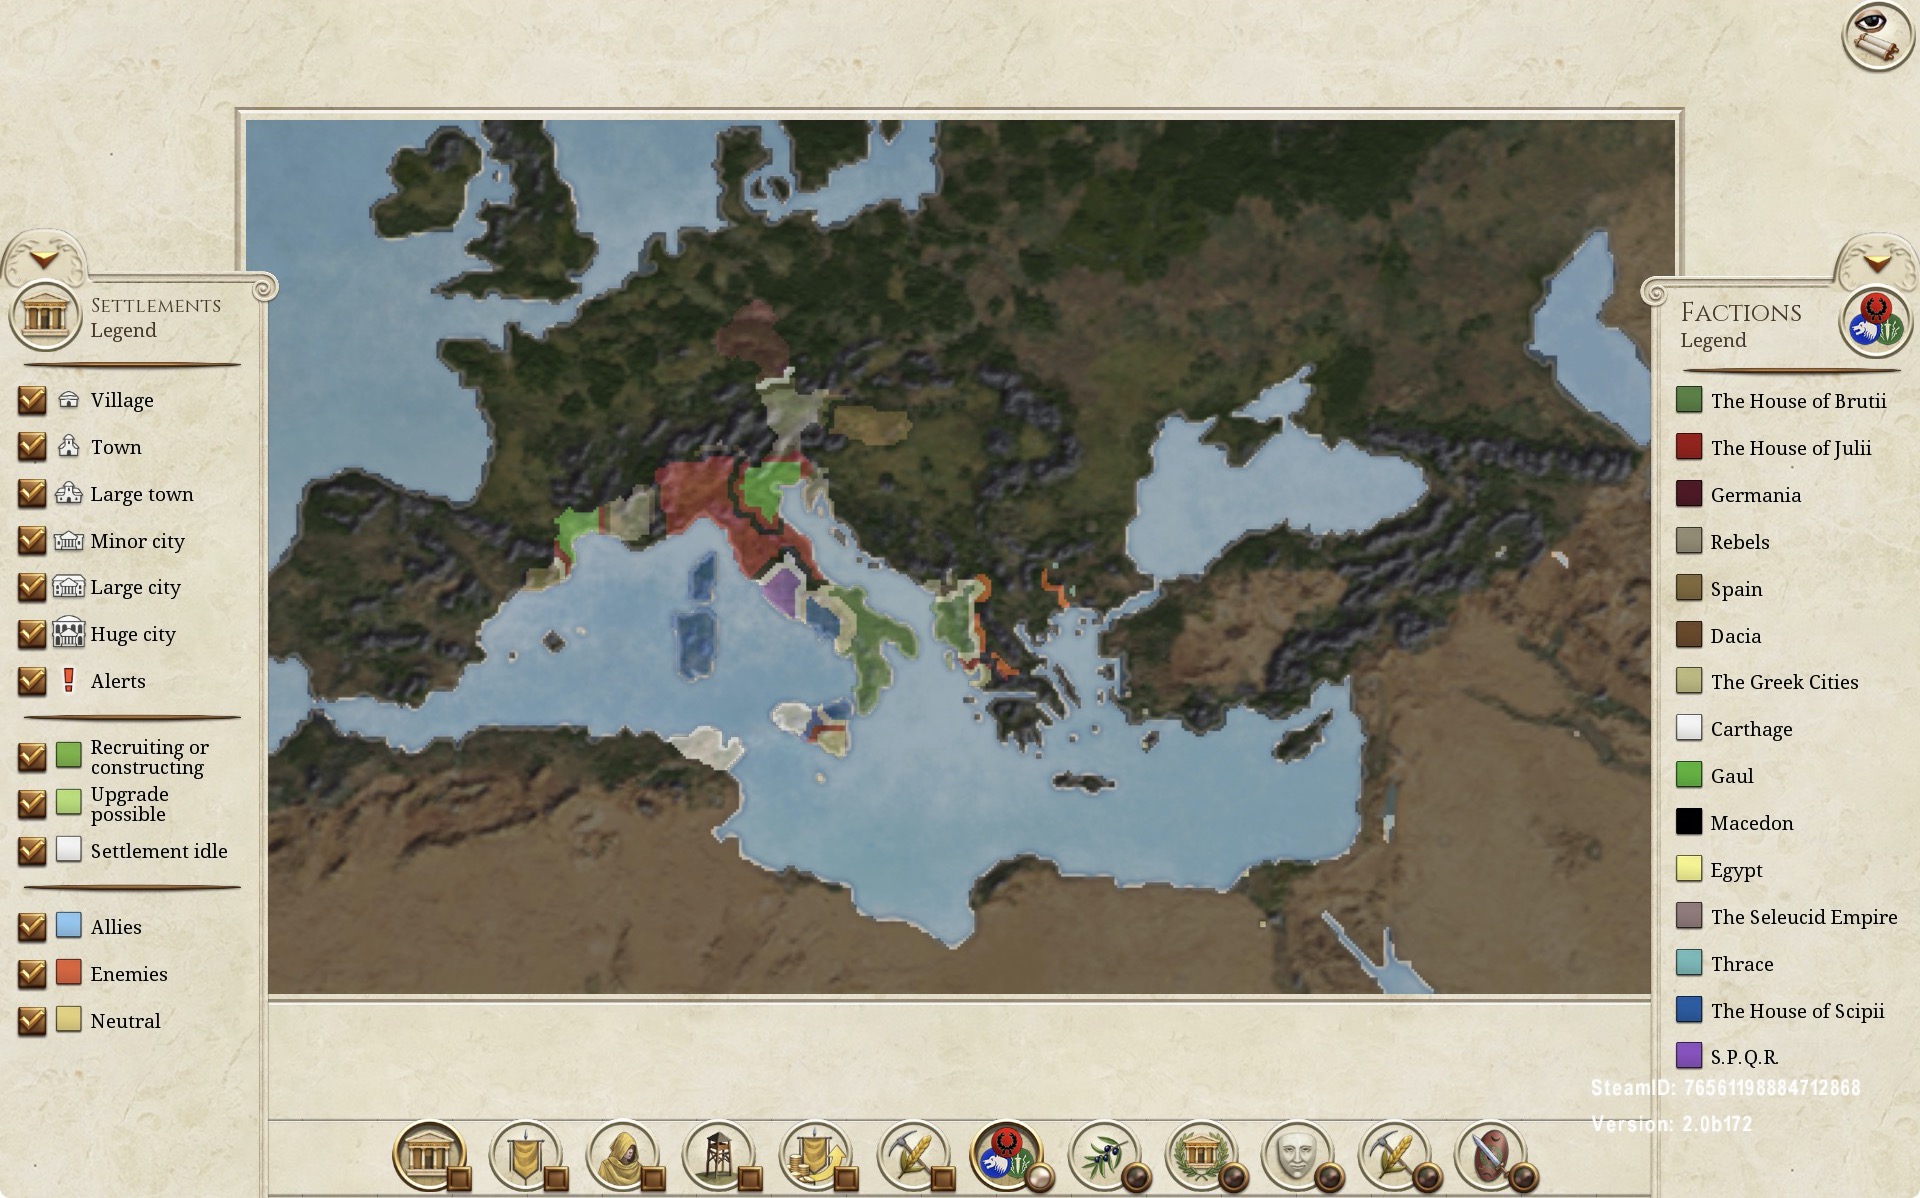 SETTLEMENTS
Legend
Village
Town
Large town
Minor city
Large city
Huge city
Alerts
Recruiting or
constructing
Upgrade
possible
Settlement idle
Allies
Enemies
Neutral
FACTIONS
Legend
The House of Brutii
The House of Julii
Germania
Rebels
Spain
Dacia
The Greek Cities
Carthage
Gaul
Macedon
Egypt
The Seleucid Empire
Thrace
The House of Scipii
S.P.Q.R.
SteamID: 76561198884712868
Version: 2.0b172